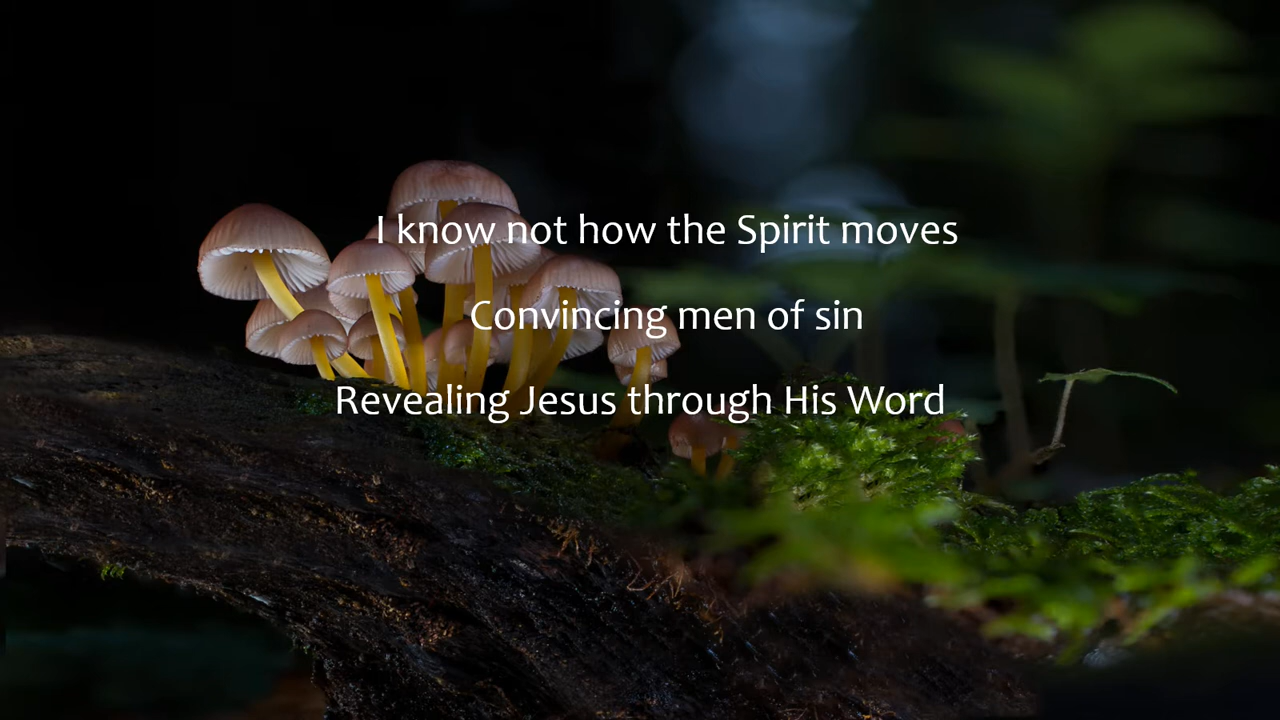 I know not how the Spirit moves
Convincing men of sin
Revealing Jesus through His Word